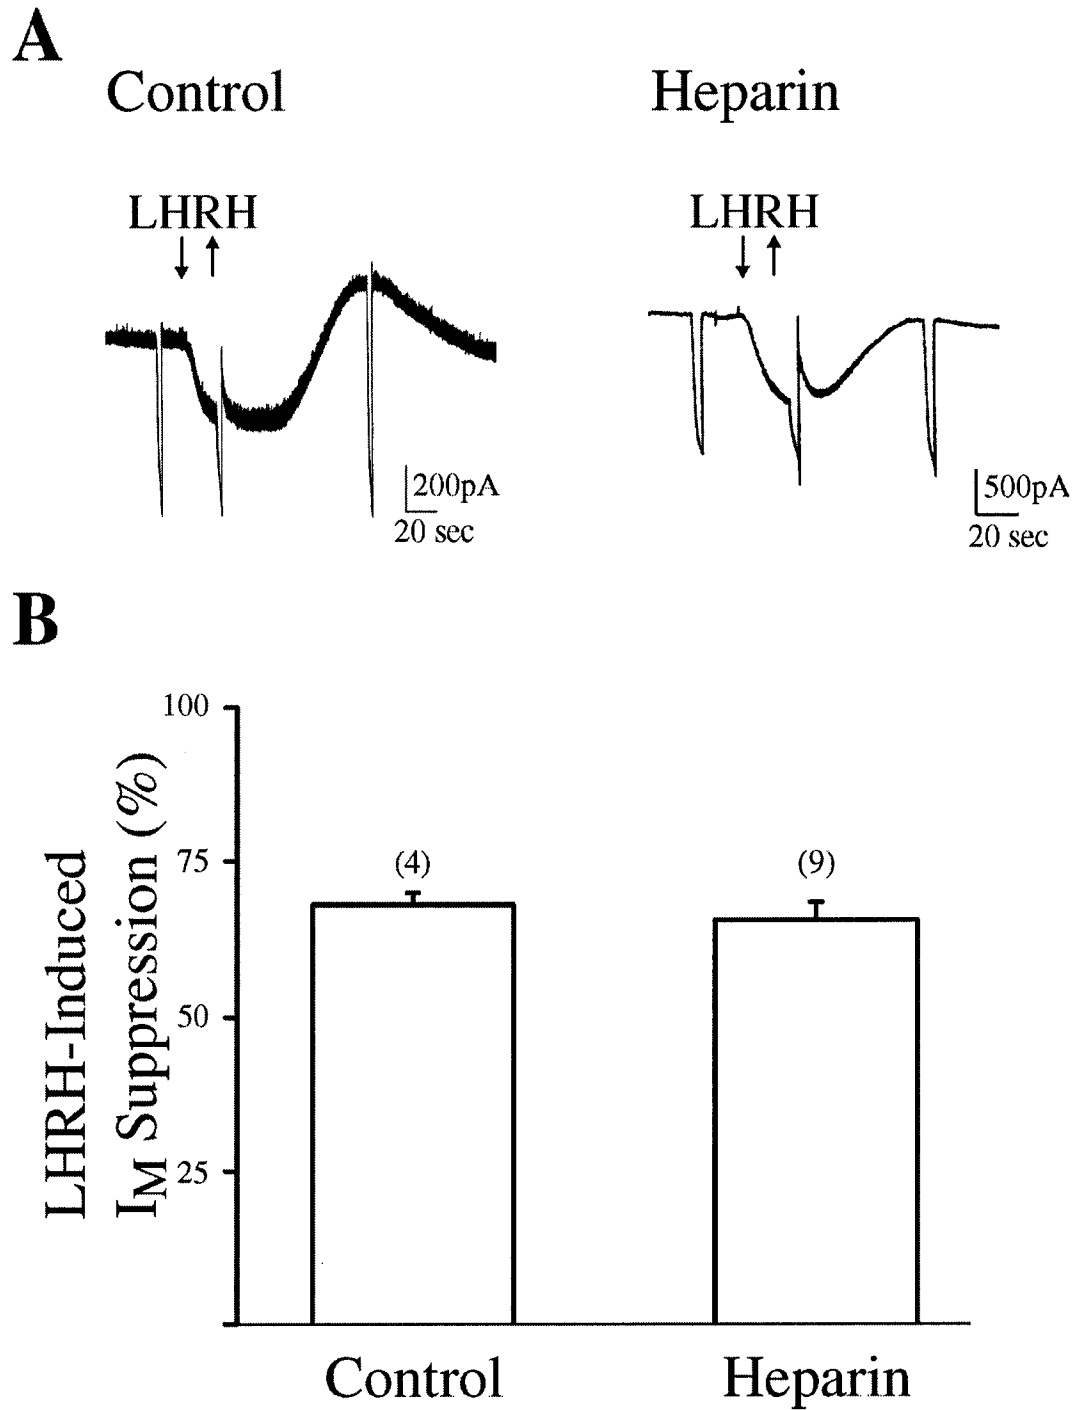 A
Control
Heparin
LHRH
LHRH
200pA
20 sec
500pA
20 sec
B
LHRH-Induced
I_M Suppression (%)
100
75
50
25
(4)
(9)
Control
Heparin